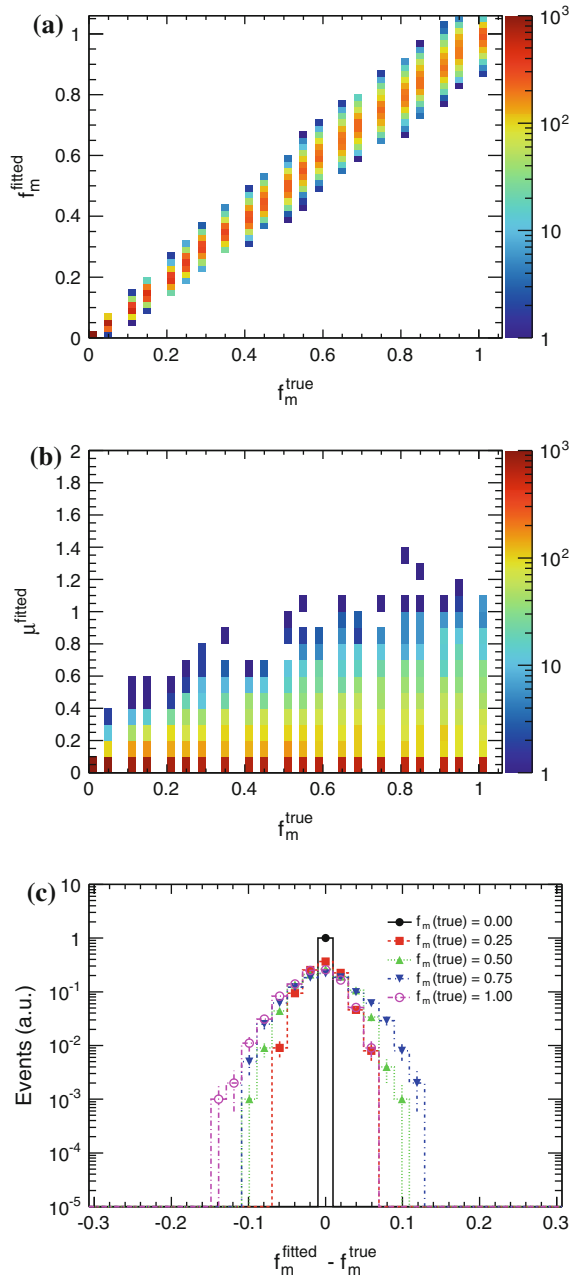 (a)
f_m^fitted
1
0.8
0.6
0.4
0.2
0
0 0.2 0.4 0.6 0.8 1
f_m^true
10^3
10^2
10
1
(b)
μ^fitted
2
1.8
1.6
1.4
1.2
1
0.8
0.6
0.4
0.2
0
0 0.2 0.4 0.6 0.8 1
f_m^true
10^3
10^2
10
1
(c)
Events (a.u.)
10
1
10^-1
10^-2
10^-3
10^-4
10^-5
f_m(true) = 0.00
f_m(true) = 0.25
f_m(true) = 0.50
f_m(true) = 0.75
f_m(true) = 1.00
-0.3 -0.2 -0.1 0 0.1 0.2 0.3
f_m^fitted - f_m^true